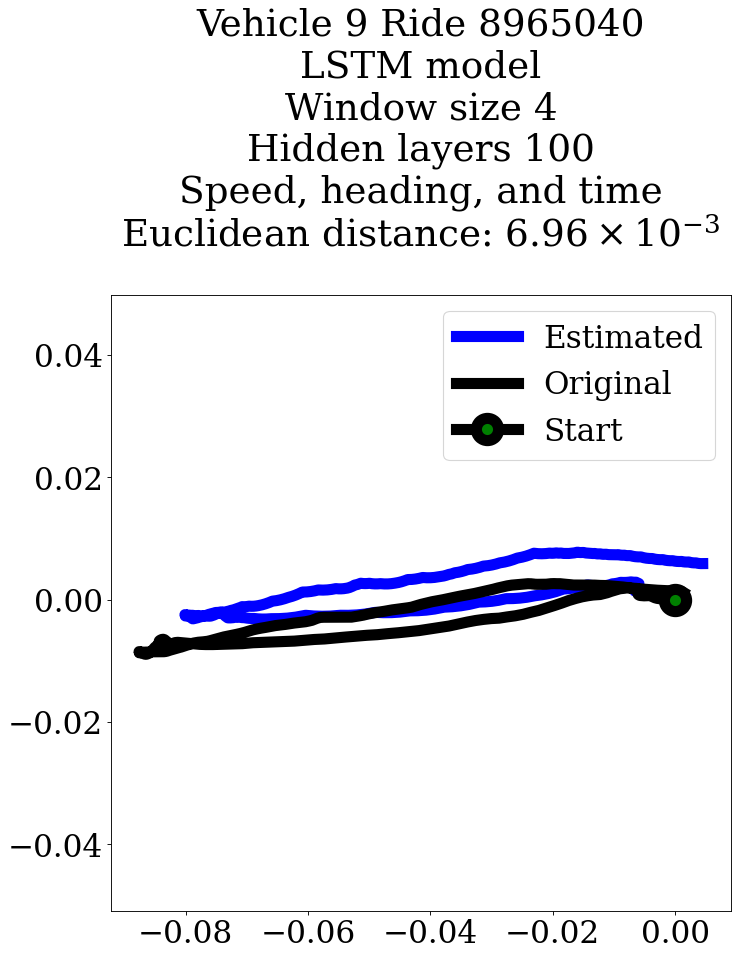 Vehicle 9 Ride 8965040
LSTM model
Window size 4
Hidden layers 100
Speed, heading, and time
Euclidean distance: 6.96 × 10⁻³
Estimated
Original
Start
0.04
0.02
0.00
−0.02
−0.04
−0.08 −0.06 −0.04 −0.02 0.00